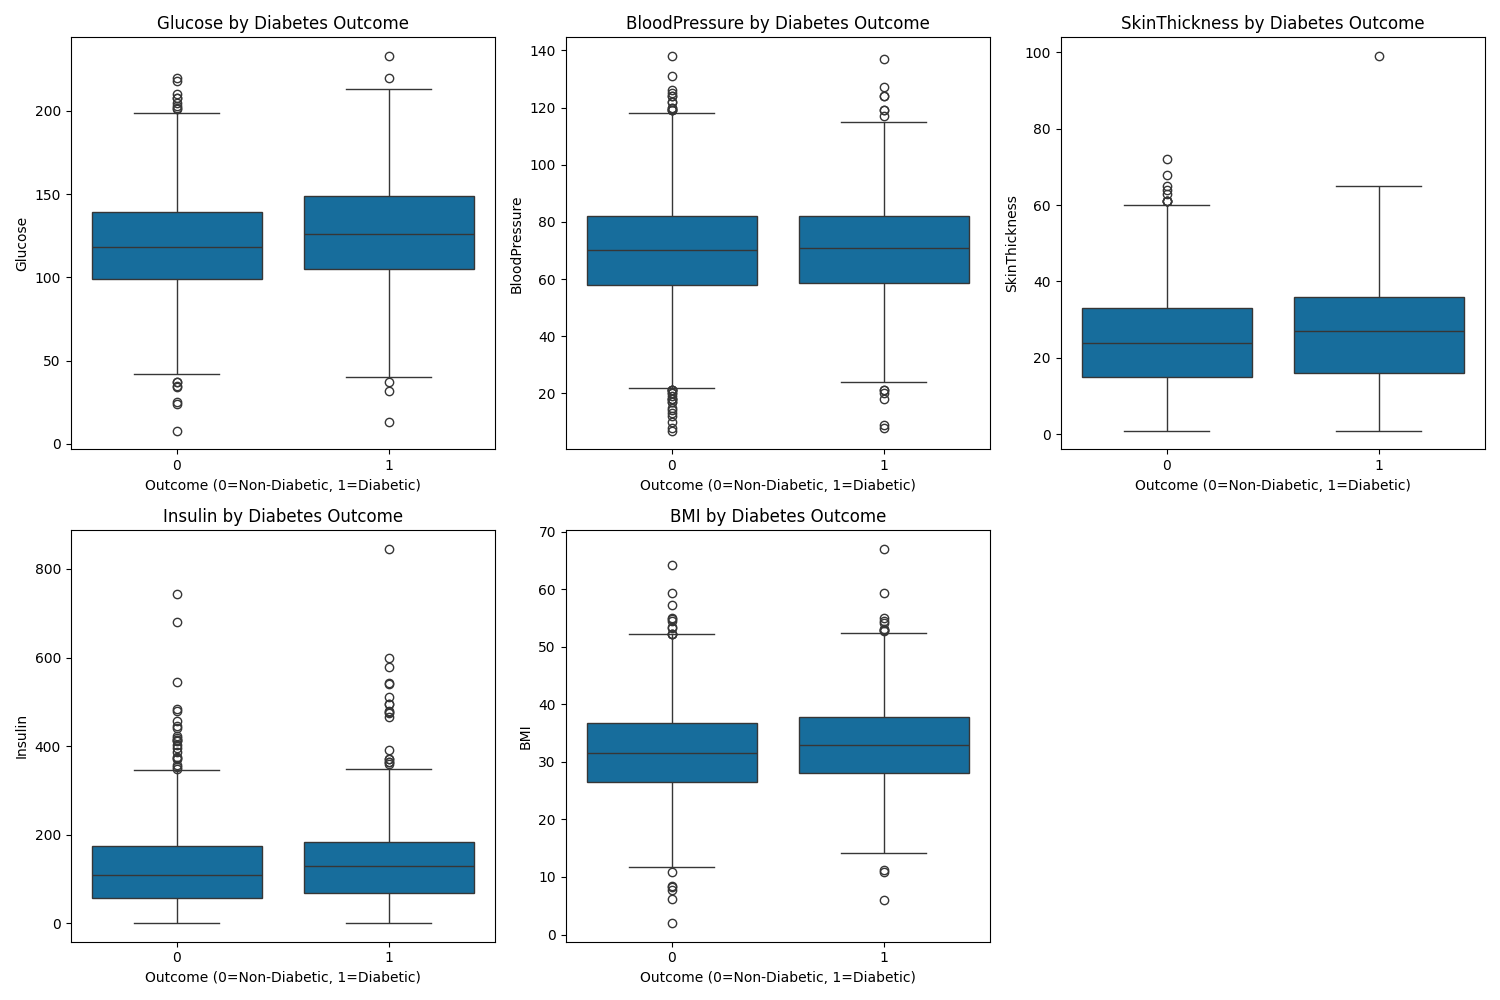 Glucose by Diabetes Outcome
Glucose
200
150
100
50
0
0 1
Outcome (0=Non-Diabetic, 1=Diabetic)
BloodPressure by Diabetes Outcome
BloodPressure
140
120
100
80
60
40
20
0 1
Outcome (0=Non-Diabetic, 1=Diabetic)
SkinThickness by Diabetes Outcome
SkinThickness
100
80
60
40
20
0
0 1
Outcome (0=Non-Diabetic, 1=Diabetic)
Insulin by Diabetes Outcome
Insulin
800
600
400
200
0
0 1
Outcome (0=Non-Diabetic, 1=Diabetic)
BMI by Diabetes Outcome
BMI
70
60
50
40
30
20
10
0
0 1
Outcome (0=Non-Diabetic, 1=Diabetic)